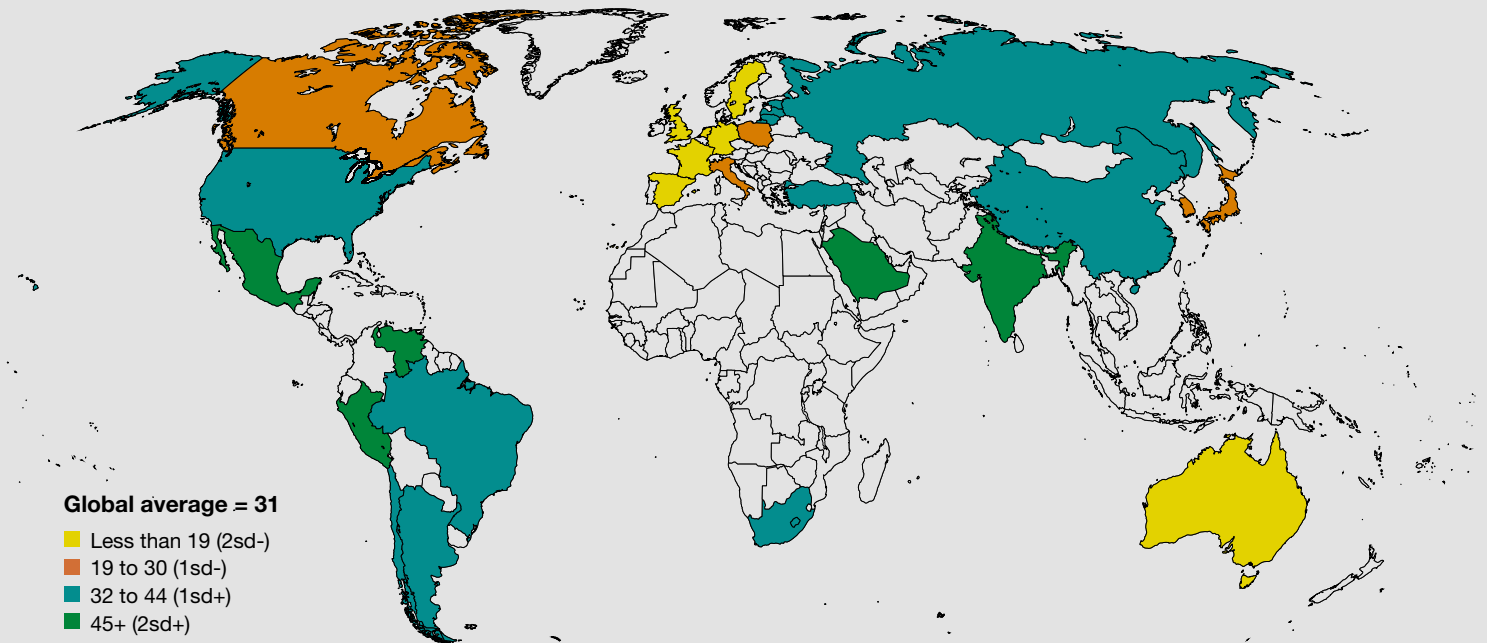 Global average = 31
Less than 19 (2sd-)
19 to 30 (1sd-)
32 to 44 (1sd+)
45+ (2sd+)